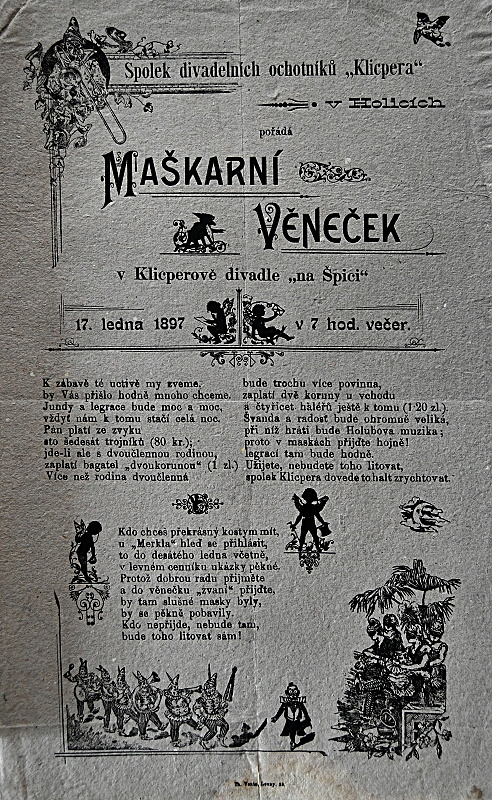 Spolek divadelních ochotníků „Klicpera“
v Holicích
pořádá
MAŠKARNÍ
VĚNEČEK
v Klicperově divadle „na Špici“
17. ledna 1897 v 7 hod. večer.
K zábavě té uctivě my zveme,
by Vás přišlo hodně mnoho chceme.
Jundy a legrace bude moc a moc,
vždyť nám k tomu stačí celá noc.
Pán platí ze zvyku
sto šedesát trojníků (80 kr.);
jde-li ale s dvoučlennou rodinou,
zaplatí bagatel „dvoukorunou“ (1 zl.)
Více než rodina dvoučlenná
bude trochu více povinna,
zaplatí dvě koruny u vchodu
a čtyřicet haléřů ještě k tomu (1·20 zl.).
Švanda a radosť bude ohromně veliká,
při níž hráti bude Holubova muzika;
proto v maskách přijďte hojně!
legrací tam bude hodně.
Užijete, nebudete toho litovat,
spolek Klicpera dovede to halt zrychtovat.
Kdo chceš překrásný kostym mít,
u „Merkla“ hleď se přihlásit,
to do desátého ledna včetně,
v levném cenníku ukázky pěkné.
Protož dobrou radu přijměte
a do věnečku „zvaní“ přijďte,
by tam slušné masky byly,
by se pěkně pobavily.
Kdo nepřijde, nebude tam,
bude toho litovat sám!